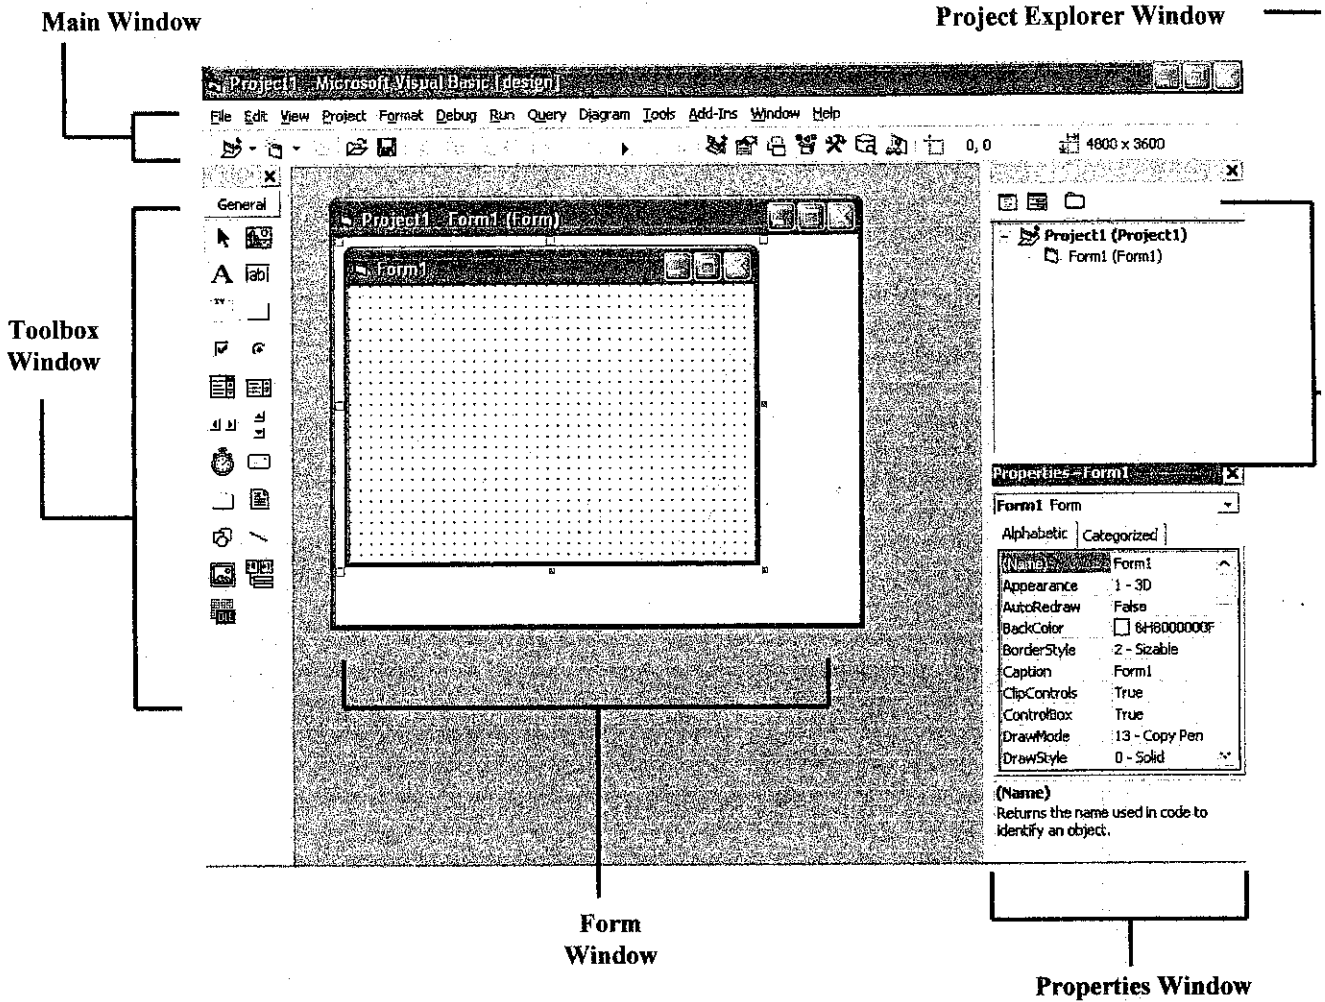 Main Window
Project Explorer Window
Project1 - Microsoft Visual Basic [design]
File Edit View Project Format Debug Run Query Diagram Tools Add-Ins Window Help
0, 0
4800 x 3600
General
Project1 - Form1 (Form)
Form1
Project1 (Project1)
Form1 (Form1)
A
ab
Toolbox
Window
Properties - Form1
Form1 Form
Alphabetic
Categorized
(Name) Form1
Appearance 1 - 3D
AutoRedraw False
BackColor &H8000000F
BorderStyle 2 - Sizable
Caption Form1
ClipControls True
ControlBox True
DrawMode 13 - Copy Pen
DrawStyle 0 - Solid
(Name)
Returns the name used in code to
identify an object.
Form
Window
Properties Window